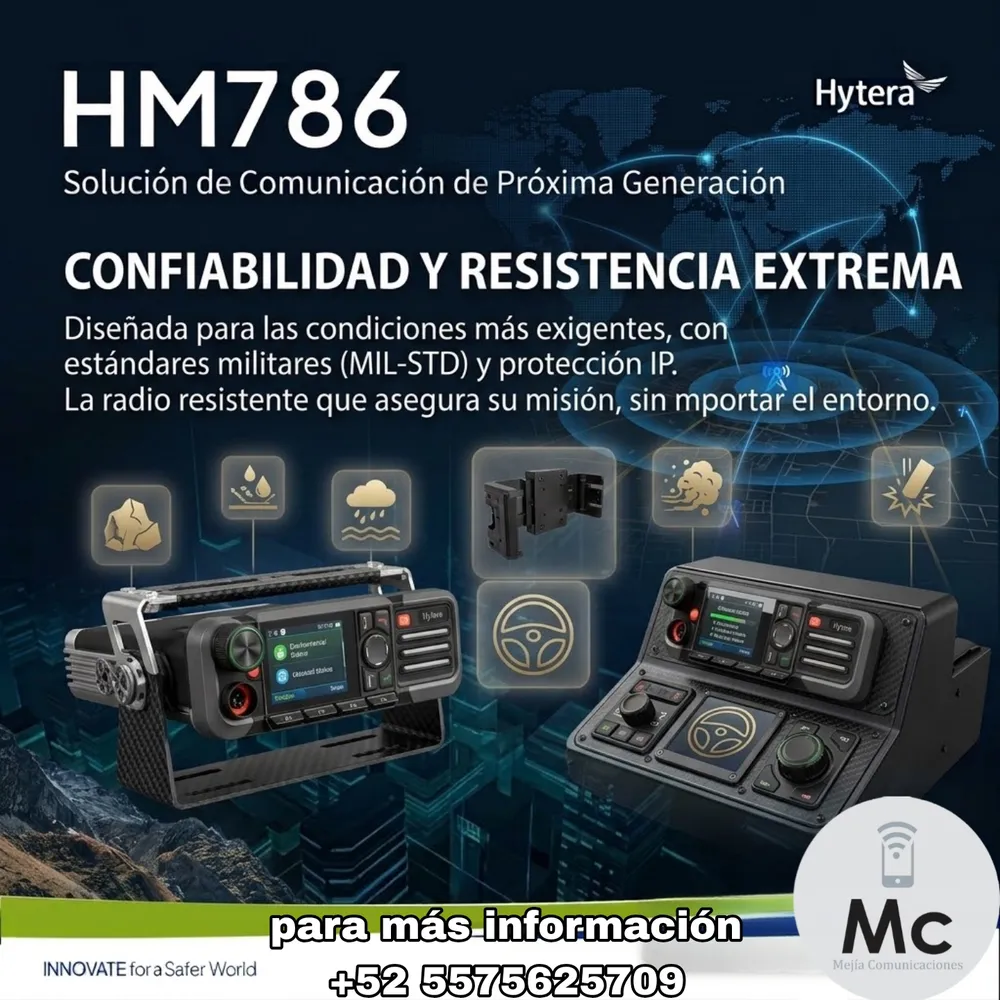 HM786
Hytera
Solución de Comunicación de Próxima Generación
CONFIABILIDAD Y RESISTENCIA EXTREMA
Diseñada para las condiciones más exigentes, con
estándares militares (MIL-STD) y protección IP.
La radio resistente que asegura su misión, sin mportar el entorno.
Hytera
Hytera
para más información
+52 5575625709
INNOVATE for a Safer World
Mc
Mejía Comunicaciones